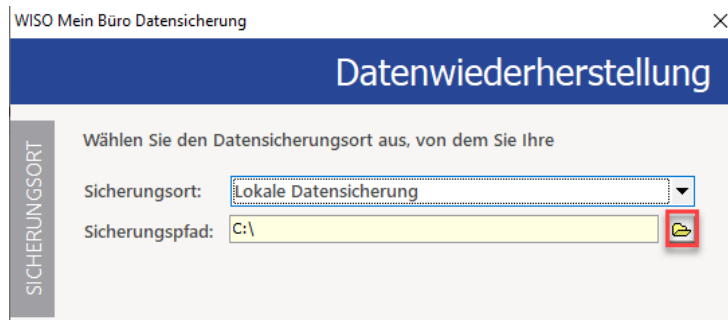 WISO Mein Büro Datensicherung
Datenwiederherstellung
SICHERUNGSORT
Wählen Sie den Datensicherungsort aus, von dem Sie Ihre
Sicherungsort: Lokale Datensicherung
Sicherungspfad: C:\